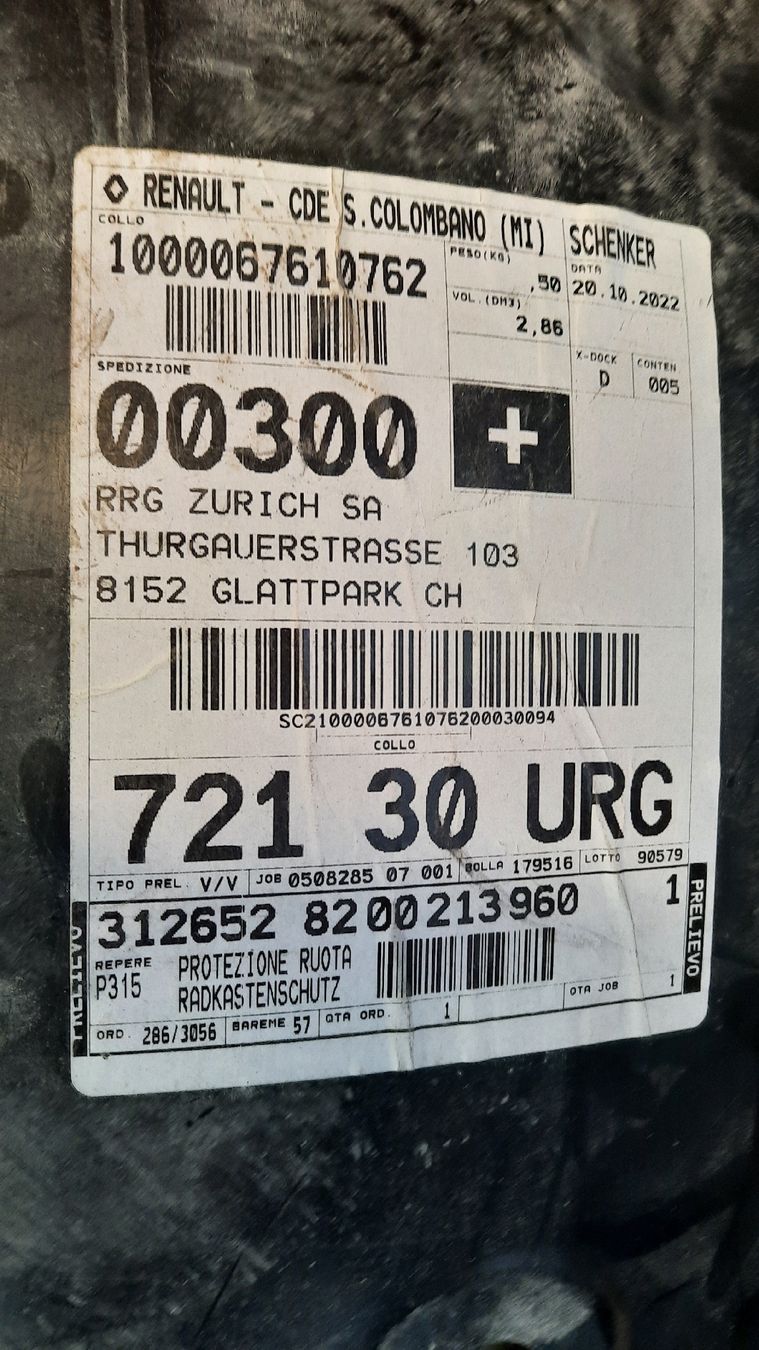 RENAULT - CDE S.COLOMBANO (MI) SCHENKER
COLLO
1000067610762
PESO(KG)
,50
DATA
20.10.2022
VOL.(DM3)
2,86
X-DOCK
D
CONTEN
005
SPEDIZIONE
00300
RRG ZURICH SA
THURGAUERSTRASSE 103
8152 GLATTPARK CH
SC2100006761076200030094
COLLO
721 30 URG
TIPO PREL. V/V JOB 0508285 07 001 BOLLA 179516 LOTTO 90579
312652 8200213960 1
PRELIEVO
PRELIEVO
REPERE
P315
PROTEZIONE RUOTA
RADKASTENSCHUTZ
ORD. 286/3056 BAREME 57 QTA ORD. 1 QTA JOB 1